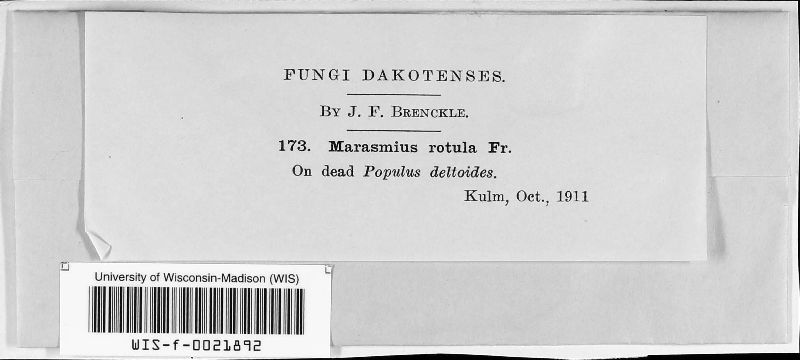 FUNGI DAKOTENSES.
BY J. F. BRENCKLE.
173. Marasmius rotula Fr.
On dead Populus deltoides.
Kulm, Oct., 1911
University of Wisconsin-Madison (WIS)
WIS-f-0021892